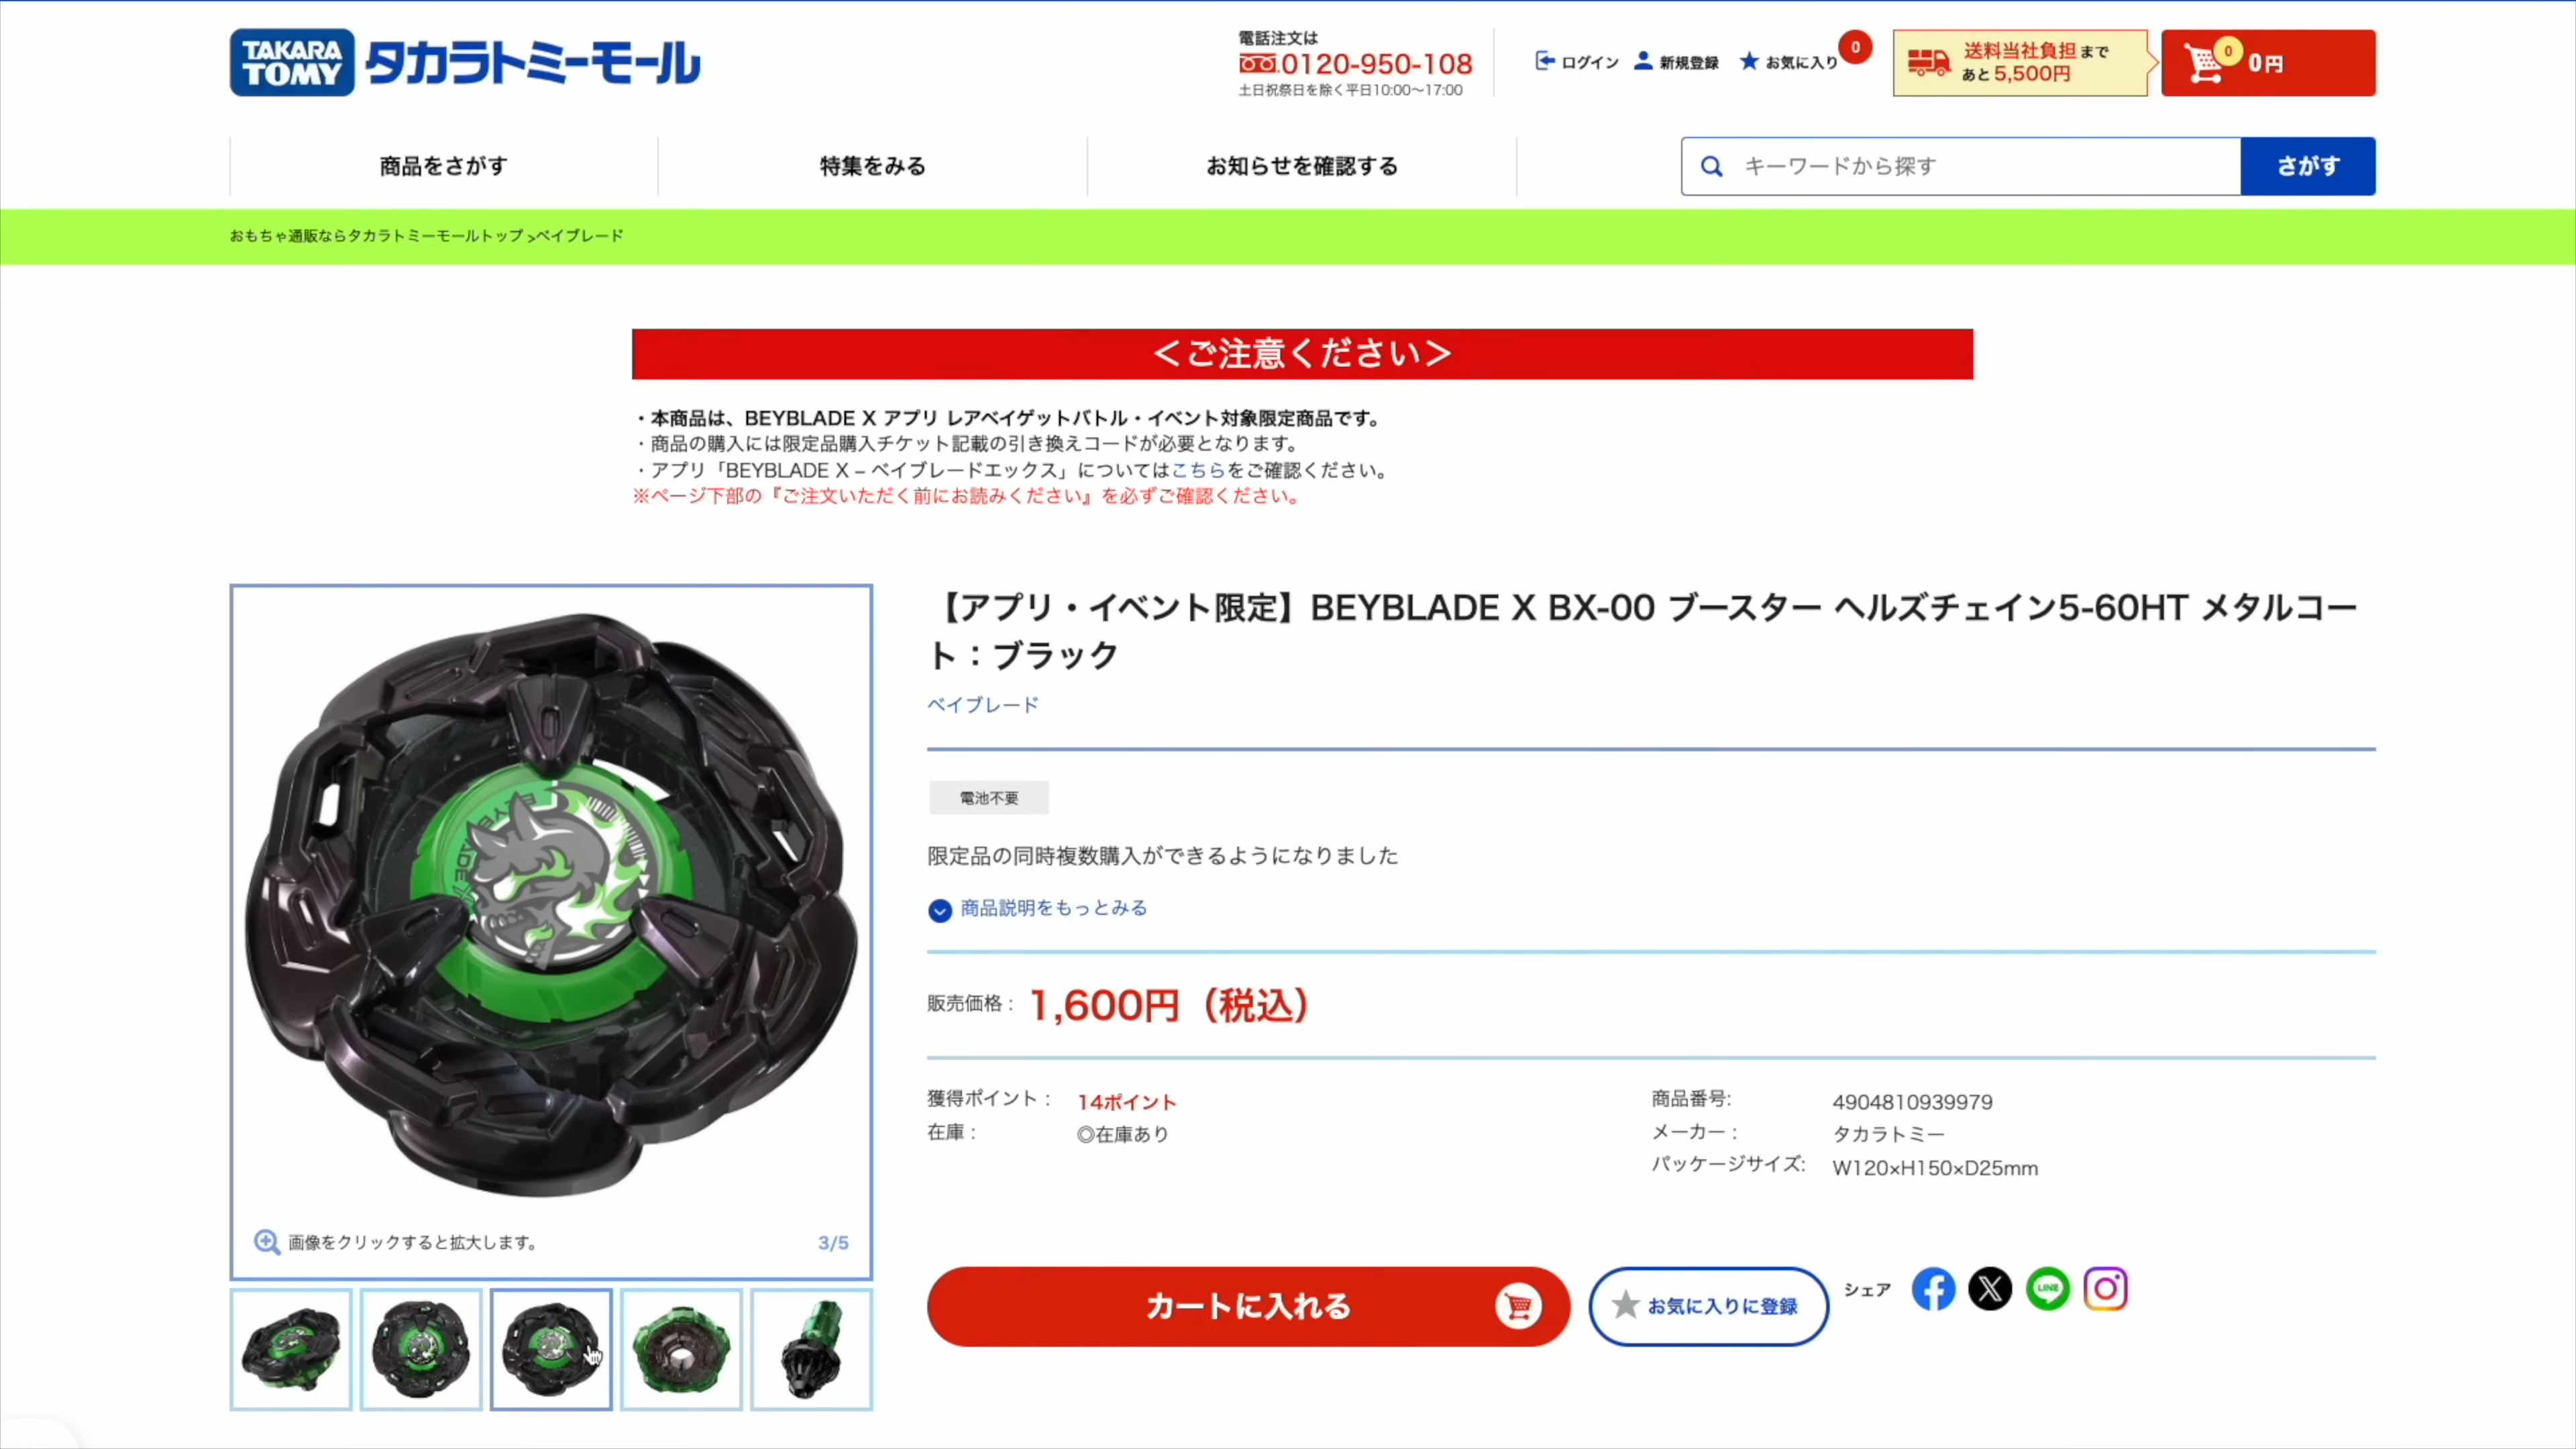 TAKARA TOMY タカラトミーモール
電話注文は
0120-950-108
土日祝祭日を除く平日10:00〜17:00
ログイン 新規登録 お気に入り 0
送料当社負担まで
あと5,500円
0 0円
商品をさがす 特集をみる お知らせを確認する キーワードから探す さがす
おもちゃ通販ならタカラトミーモールトップ >ベイブレード
＜ご注意ください＞
・本商品は、BEYBLADE X アプリ レアベイゲットバトル・イベント対象限定商品です。
・商品の購入には限定品購入チケット記載の引き換えコードが必要となります。
・アプリ「BEYBLADE X – ベイブレードエックス」についてはこちらをご確認ください。
※ページ下部の『ご注文いただく前にお読みください』を必ずご確認ください。
【アプリ・イベント限定】BEYBLADE X BX-00 ブースター ヘルズチェイン5-60HT メタルコー
ト：ブラック
ベイブレード
電池不要
限定品の同時複数購入ができるようになりました
商品説明をもっとみる
販売価格： 1,600円（税込）
獲得ポイント： 14ポイント
在庫： ◎在庫あり
商品番号: 4904810939979
メーカー： タカラトミー
パッケージサイズ: W120×H150×D25mm
画像をクリックすると拡大します。 3/5
カートに入れる
お気に入りに登録
シェア
LINE